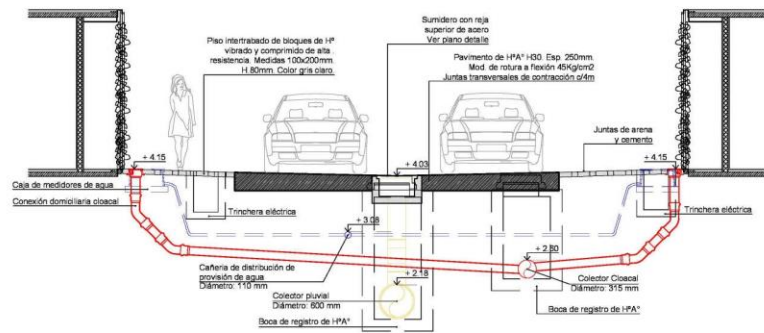 Sumidero con reja
superior de acero
Ver plano detalle
Piso intertrabado de bloques de Hº
vibrado y comprimido de alta
resistencia. Medidas 100x200mm.
H.80mm. Color gris claro.
Pavimento de HºAº H30. Esp. 250mm.
Mod. de rotura a flexión 45Kg/cm2
Juntas transversales de contracción c/4m
Juntas de arena
y cemento
+ 4.15
+ 4.03
+ 4.15
Caja de medidores de agua
Conexión domiciliaria cloacal
Trinchera eléctrica
Trinchera eléctrica
+ 3.08
+ 2.60
Cañería de distribución de
provisión de agua
Diámetro: 110 mm
+ 2.18
Colector pluvial
Diámetro: 600 mm
Colector Cloacal
Diámetro: 315 mm
Boca de registro de HºAº
Boca de registro de HºAº